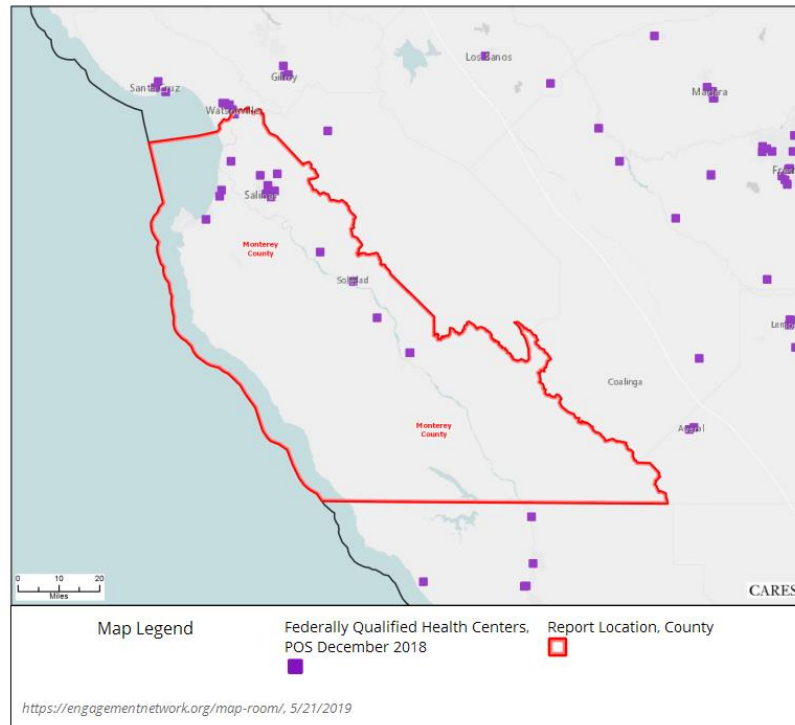 Los Banos
Gilroy
Santa Cruz
Madera
Watsonville
Salinas
Monterey
County
Soledad
Coalinga
Monterey
County
Avenal
0 10 20
Miles
CARES
Map Legend
Federally Qualified Health Centers,
POS December 2018
Report Location, County
https://engagementnetwork.org/map-room/, 5/21/2019